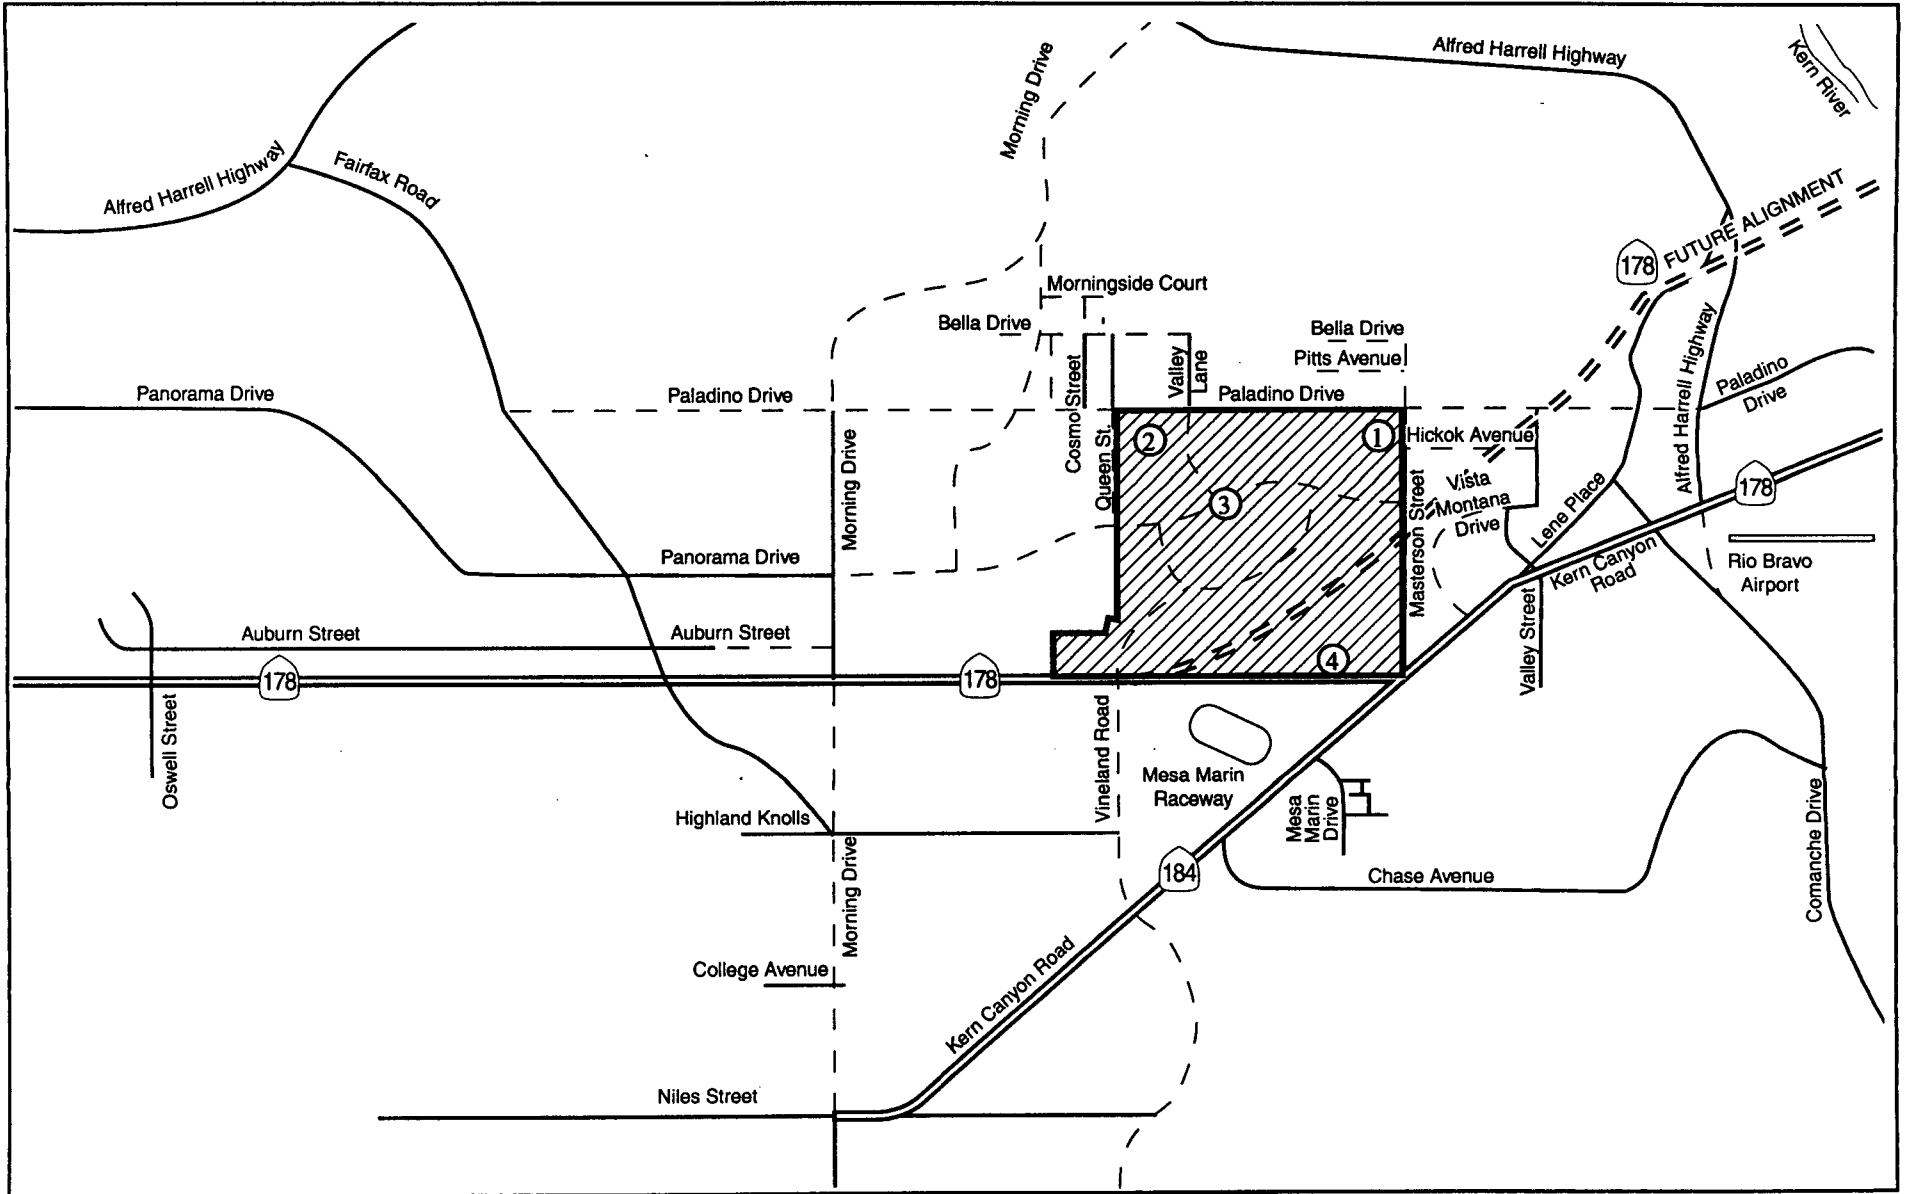 Alfred Harrell Highway
Kern River
Morning Drive
Alfred Harrell Highway
Fairfax Road
FUTURE ALIGNMENT
178
Morningside Court
Bella Drive
Bella Drive
Pitts Avenue
Cosmo Street
Valley
Lane
Alfred Harrell Highway
Panorama Drive
Paladino Drive
Paladino Drive
Paladino
Drive
Morning Drive
Queen St.
2
1
Hickok Avenue
3
Masterson Street
Vista
Montana
Drive
Lene Place
178
Panorama Drive
Kern Canyon
Road
Rio Bravo
Airport
Auburn Street
Auburn Street
Valley Street
4
178
178
Oswell Street
Vineland Road
Mesa Marin
Raceway
Mesa
Marin
Drive
Highland Knolls
Comanche Drive
Morning Drive
184
Chase Avenue
College Avenue
Kern Canyon Road
Niles Street